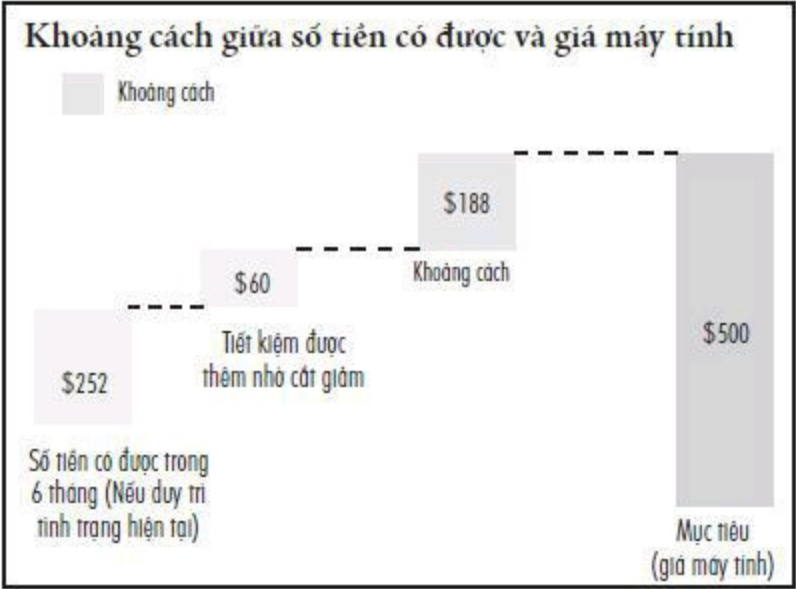 Khoảng cách giữa số tiền có được và giá máy tính
Khoảng cách
$188
Khoảng cách
$60
Tiết kiệm được
thêm nhờ cắt giảm
$500
$252
Số tiền có được trong
6 tháng (Nếu duy trì
tình trạng hiện tại)
Mục tiêu
(giá máy tính)